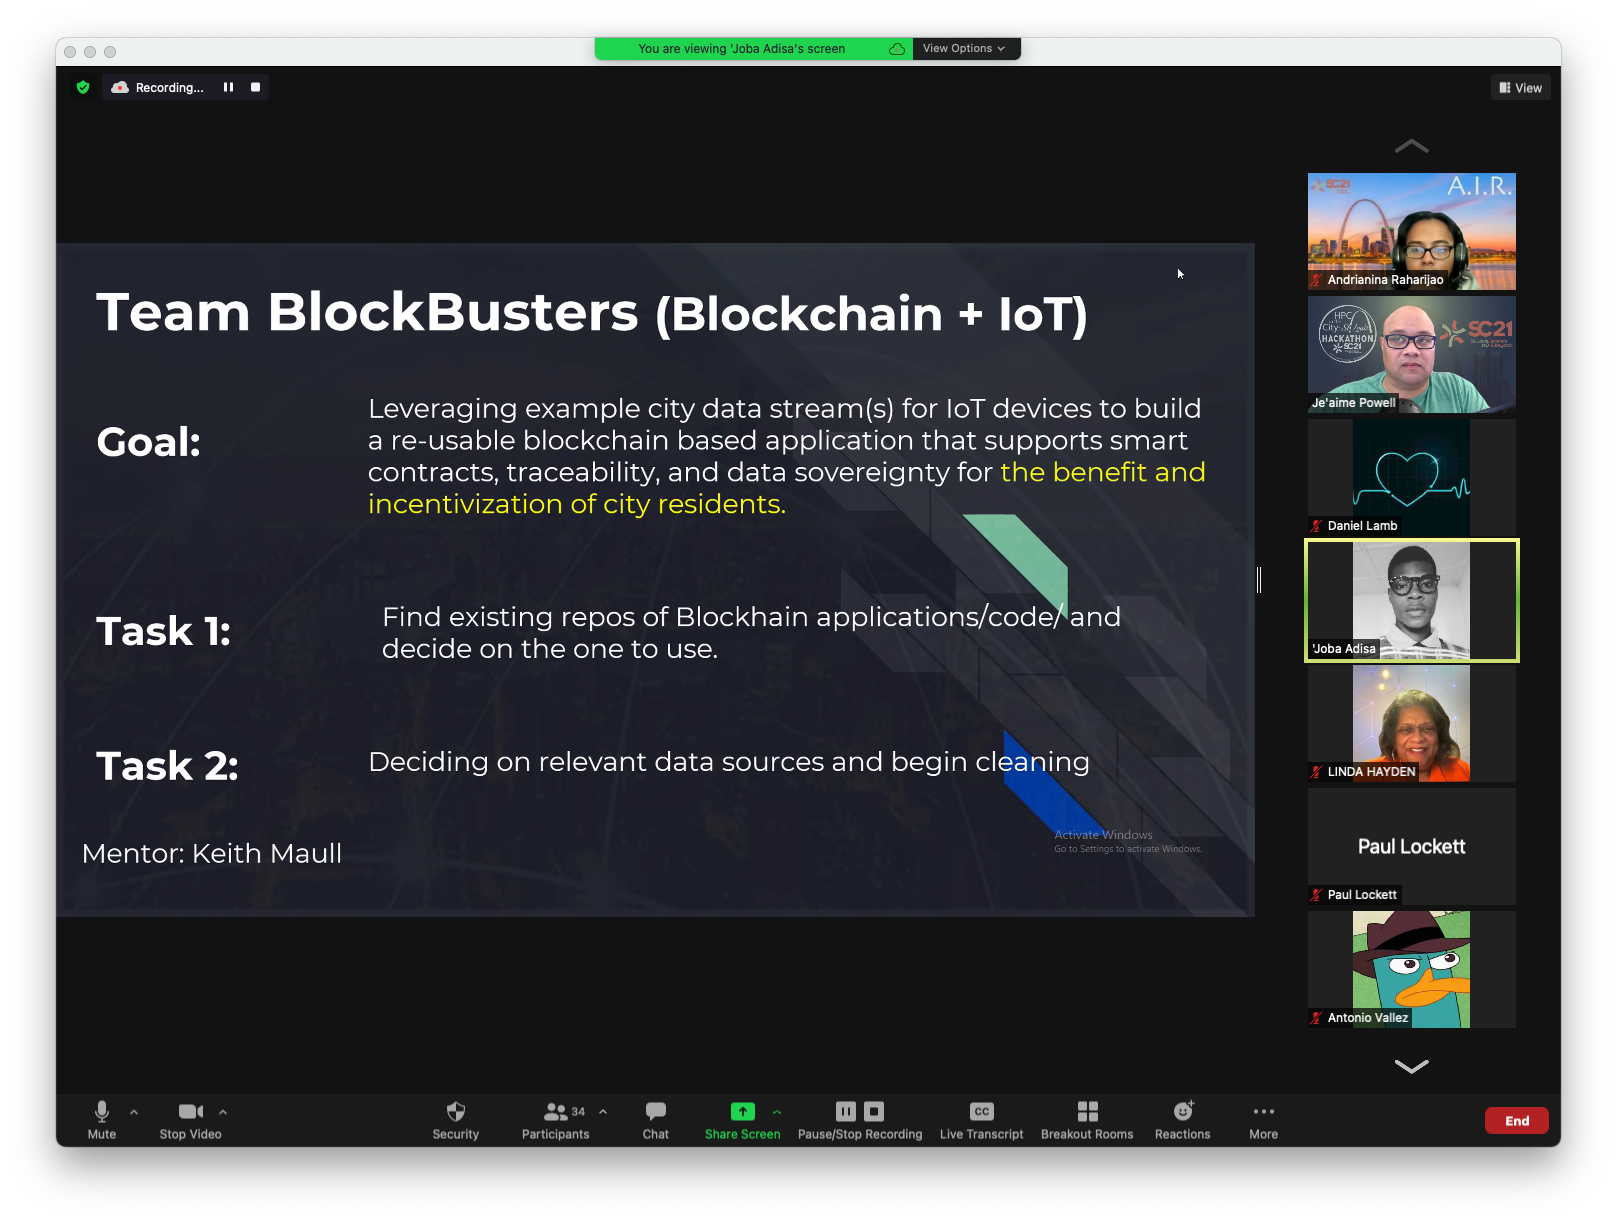 You are viewing 'Joba Adisa's screen
View Options
Recording...
View
Team BlockBusters (Blockchain + IoT)
Goal:
Leveraging example city data stream(s) for IoT devices to build
a re-usable blockchain based application that supports smart
contracts, traceability, and data sovereignty for the benefit and
incentivization of city residents.
Task 1:
Find existing repos of Blockhain applications/code/ and
decide on the one to use.
Task 2:
Deciding on relevant data sources and begin cleaning
Mentor: Keith Maull
Activate Windows
Go to Settings to activate Windows.
SC21
A.I.R.
Andrianina Raharijao
HPC
City: St. Louis
HACKATHON
SC21
SC21
Je'aime Powell
Daniel Lamb
'Joba Adisa
LINDA HAYDEN
Paul Lockett
Paul Lockett
Antonio Vallez
Mute
Stop Video
Security
34
Participants
Chat
Share Screen
Pause/Stop Recording
CC
Live Transcript
Breakout Rooms
Reactions
More
End